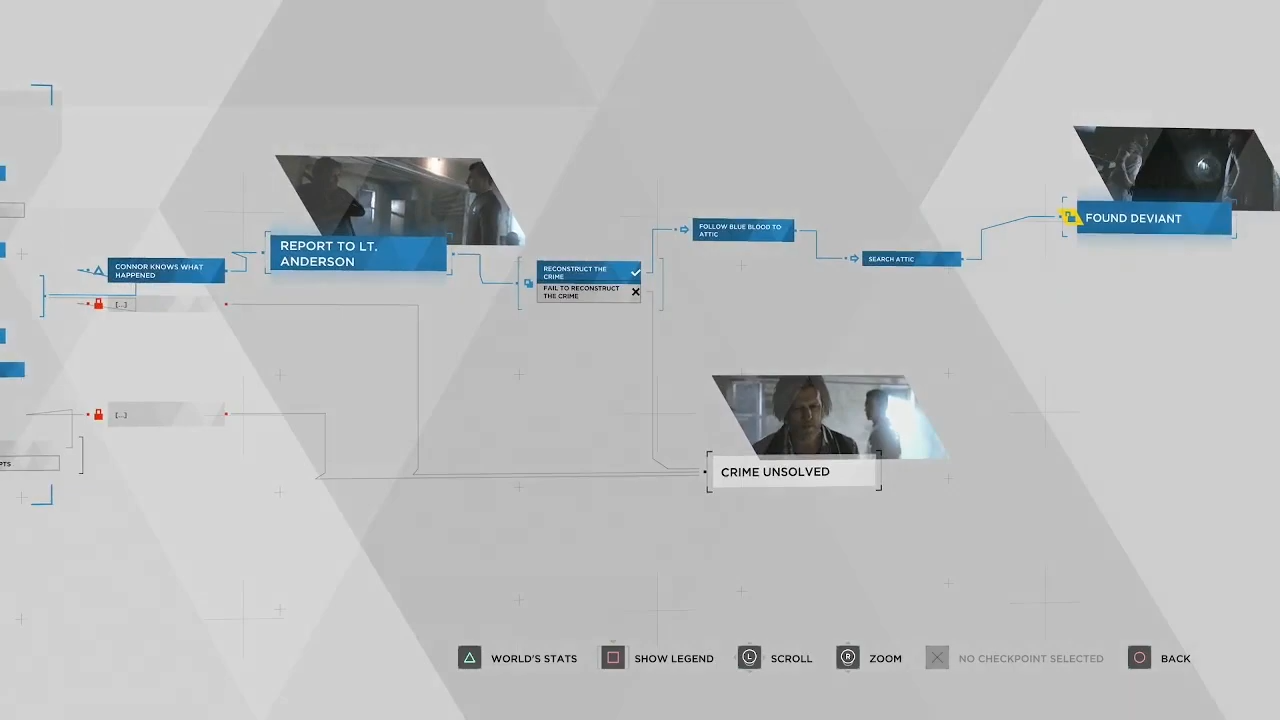 REPORT TO LT.
ANDERSON
CONNOR KNOWS WHAT
HAPPENED
[...]
[...]
PTS
RECONSTRUCT THE
CRIME
FAIL TO RECONSTRUCT
THE CRIME
FOLLOW BLUE BLOOD TO
ATTIC
SEARCH ATTIC
FOUND DEVIANT
CRIME UNSOLVED
WORLD'S STATS
SHOW LEGEND
L
SCROLL
R
ZOOM
NO CHECKPOINT SELECTED
BACK